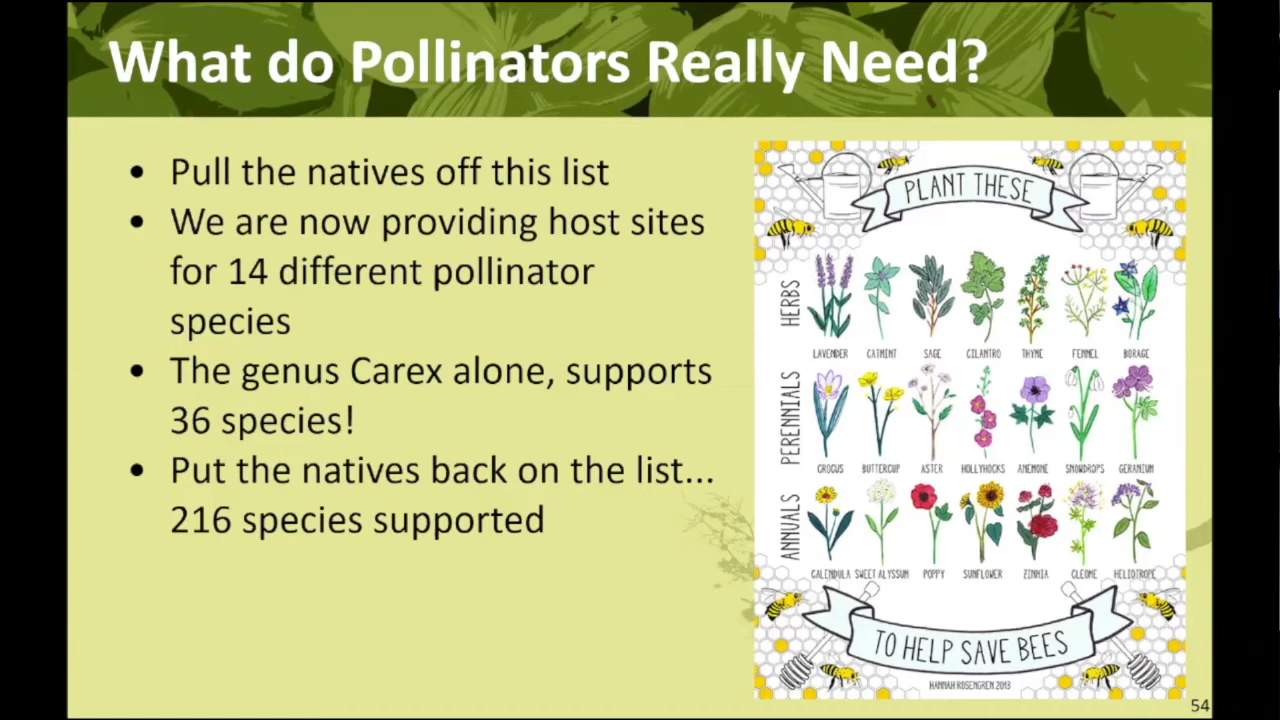 What do Pollinators Really Need?
• Pull the natives off this list
• We are now providing host sites
for 14 different pollinator
species
• The genus Carex alone, supports
36 species!
• Put the natives back on the list...
216 species supported
PLANT THESE
HERBS
LAVENDER CATMINT SAGE CILANTRO THYME FENNEL BORAGE
PERENNIALS
CROCUS BUTTERCUP ASTER HOLLYHOCKS ANEMONE SNOWDROPS GERANIUM
ANNUALS
CALENDULA SWEET ALYSSUM POPPY SUNFLOWER ZINNIA CLEOME HELIOTROPE
TO HELP SAVE BEES
HANNAH ROSENGREN 2013
54